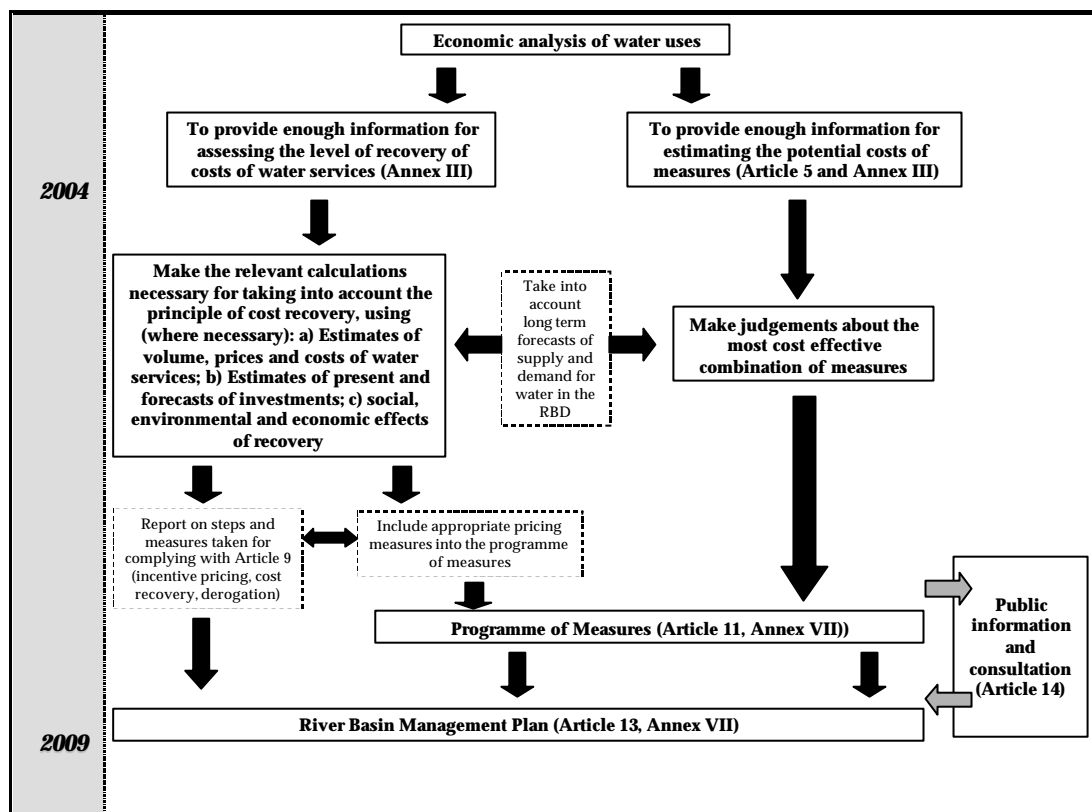 Economic analysis of water uses
To provide enough information for
assessing the level of recovery of
costs of water services (Annex III)
To provide enough information for
estimating the potential costs of
measures (Article 5 and Annex III)
2004
Make the relevant calculations
necessary for taking into account the
principle of cost recovery, using
(where necessary): a) Estimates of
volume, prices and costs of water
services; b) Estimates of present and
forecasts of investments; c) social,
environmental and economic effects
of recovery
Take into
account
long term
forecasts of
supply and
demand for
water in the
RBD
Make judgements about the
most cost effective
combination of measures
Report on steps and
measures taken for
complying with Article 9
(incentive pricing, cost
recovery, derogation)
Include appropriate pricing
measures into the programme
of measures
Programme of Measures (Article 11, Annex VII))
Public
information
and
consultation
(Article 14)
River Basin Management Plan (Article 13, Annex VII)
2009